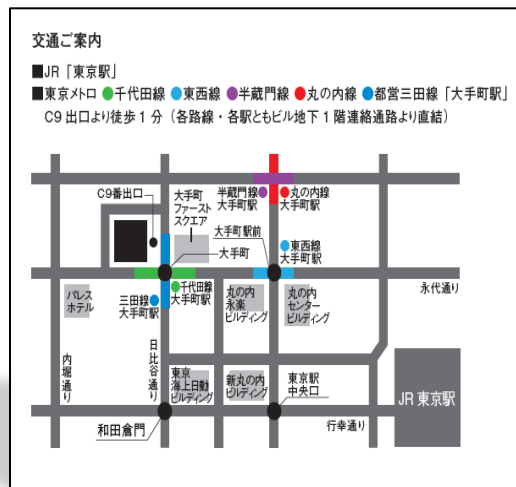 交通ご案内
■JR「東京駅」
■東京メトロ ●千代田線 ●東西線 ●半蔵門線 ●丸の内線 ●都営三田線「大手町駅」
C9出口より徒歩1分（各路線・各駅ともビル地下1階連絡通路より直結）
C9番出口
大手町
ファースト
スクエア
半蔵門線
大手町駅
丸の内線
大手町駅
大手町駅前
東西線
大手町駅
大手町
パレス
ホテル
三田線
大手町駅
千代田線
大手町駅
丸の内
永楽
ビルディング
丸の内
センター
ビルディング
永代通り
内堀通り
日比谷通り
東京
海上日動
ビルディング
新丸の内
ビルディング
東京駅
中央口
JR 東京駅
和田倉門
行幸通り